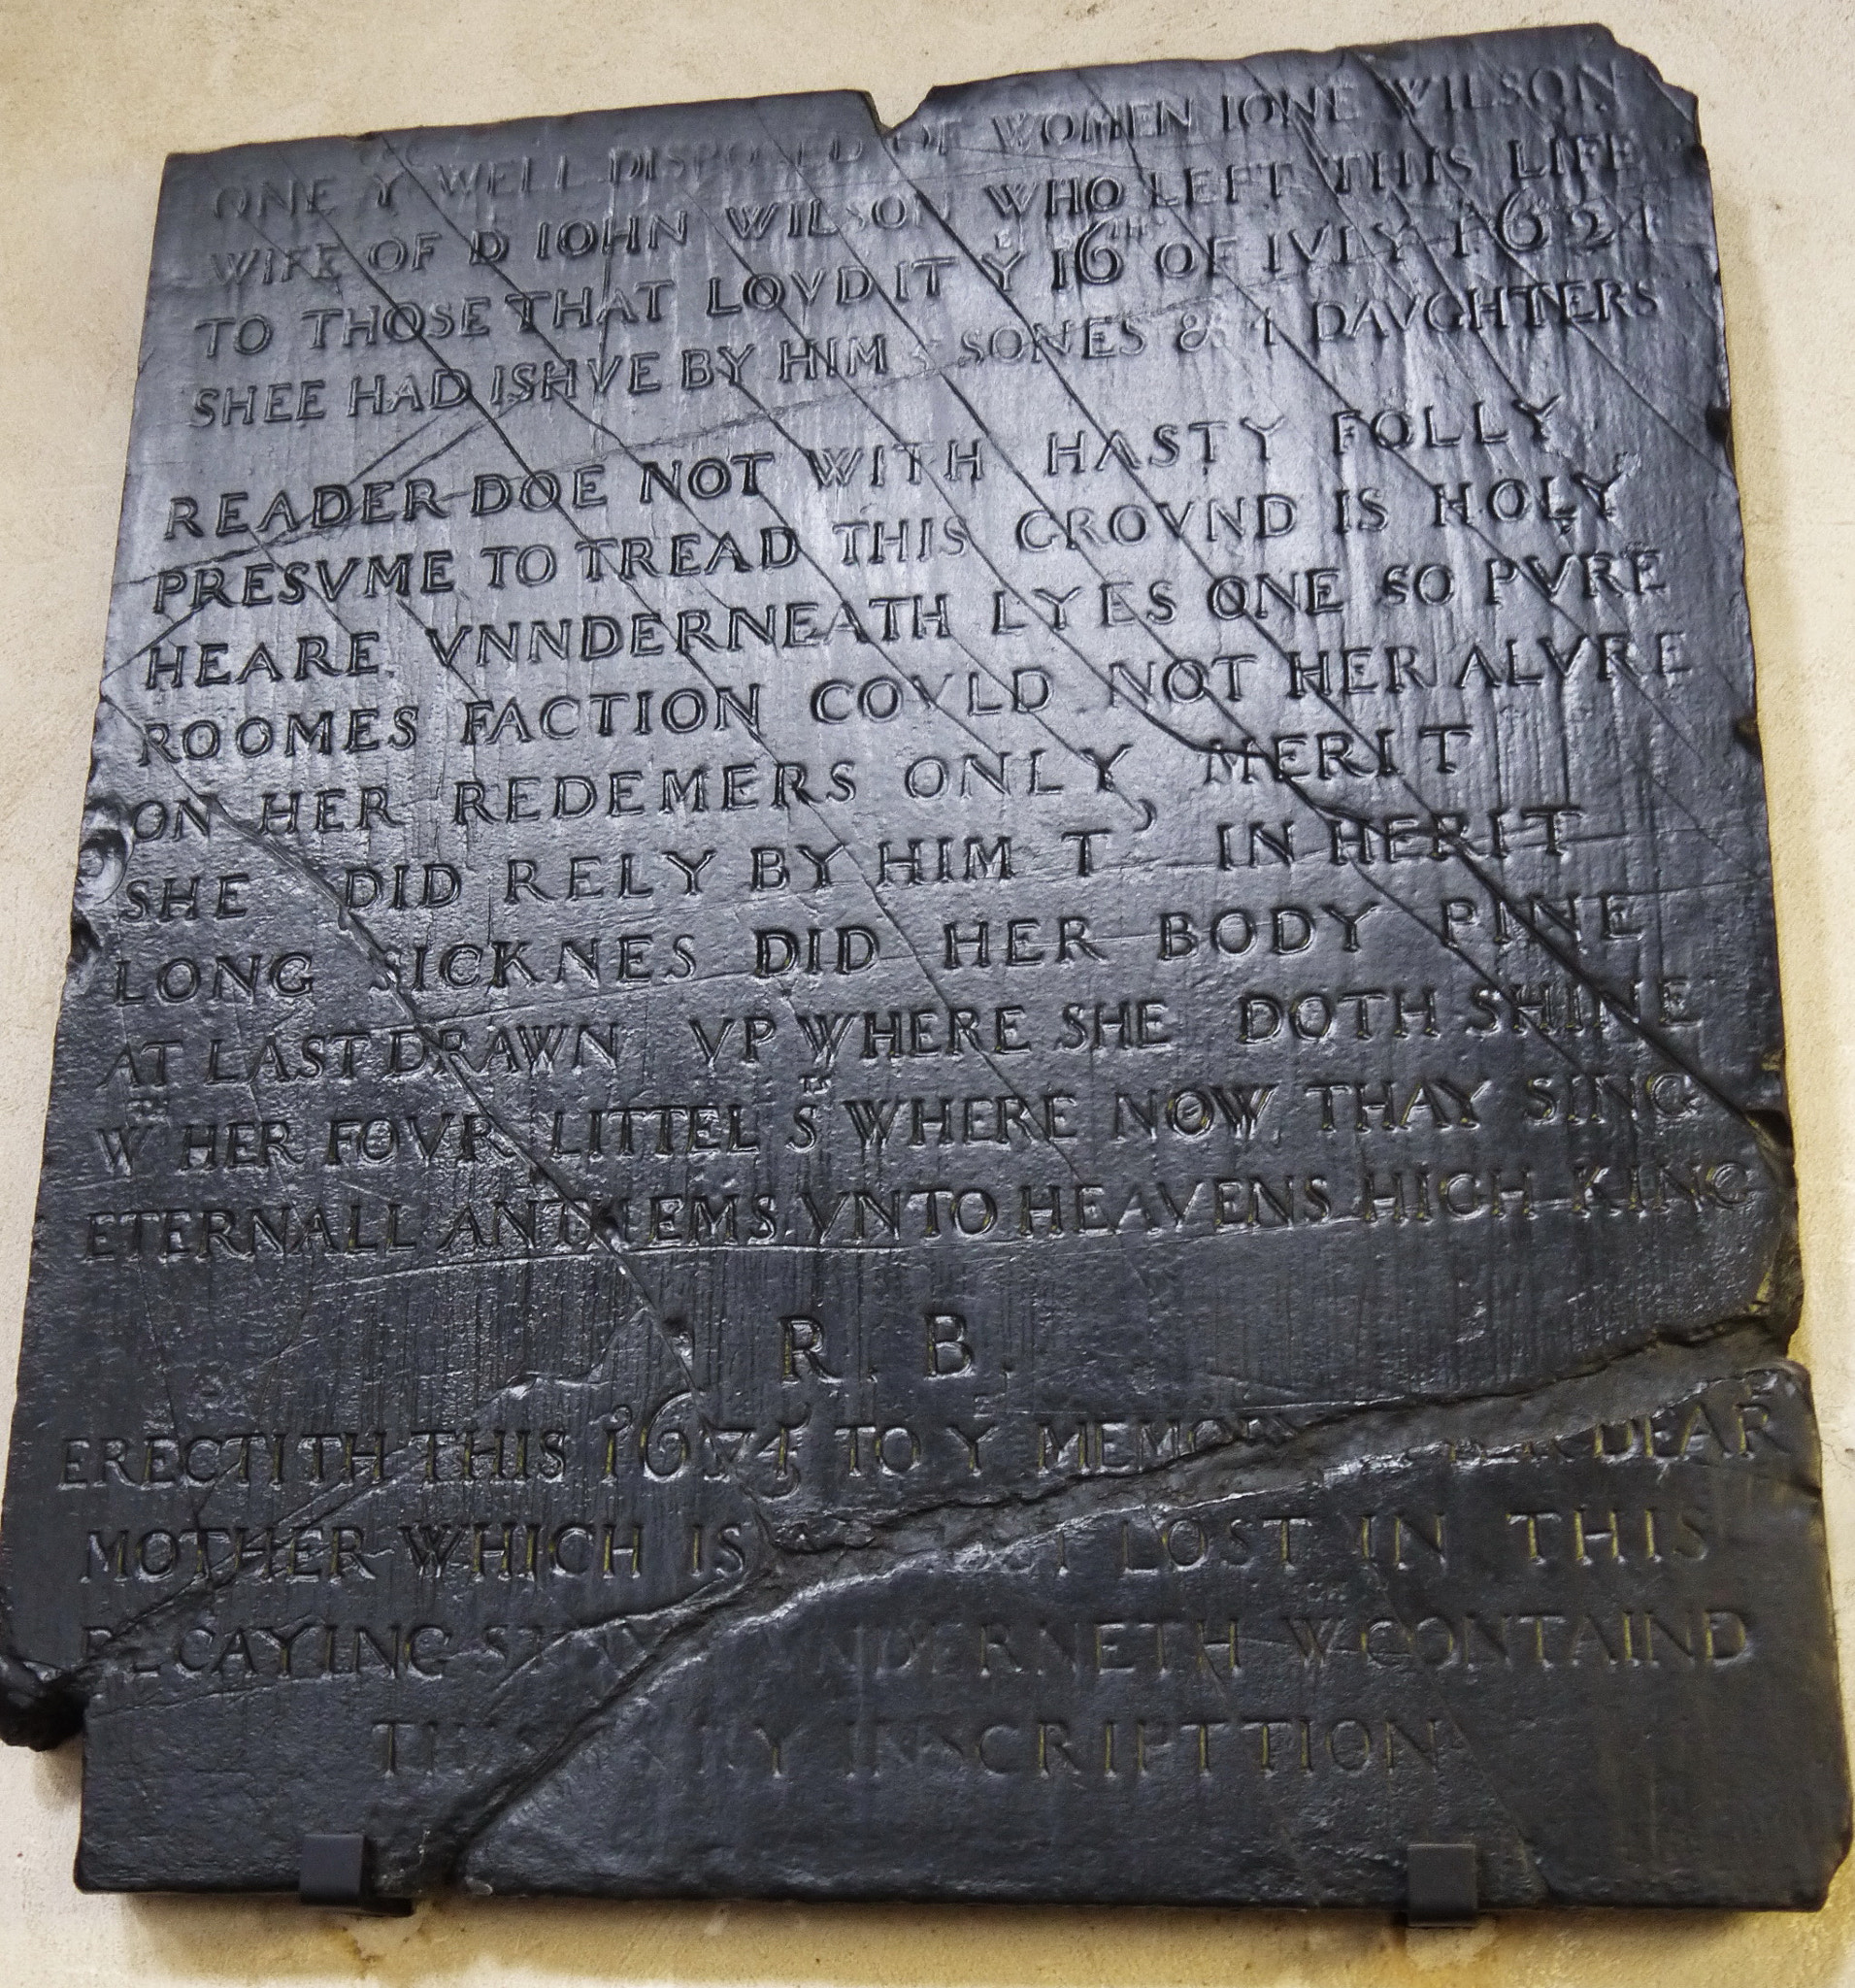 ONE Y WELL DISPOSED OF WOMEN IONE WILSON
WIFE OF D IOHN WILSON WHO LEFT THIS LIFE
TO THOSE THAT LOVD IT Y 16TH OF IVLY 1624
SHEE HAD ISHVE BY HIM SONES & DAVGHTERS
READER DOE NOT WITH HASTY FOLLY
PRESVME TO TREAD THIS GROVND IS HOLY
HEARE VNNDERNEATH LYES ONE SO PVRE
ROOMES FACTION COVLD NOT HER ALVRE
ON HER REDEMERS ONLY MERIT
SHE DID RELY BY HIM T' IN HERIT
LONG SICKNES DID HER BODY PINE
AT LAST DRAWN VP WHERE SHE DOTH SHINE
WTH HER FOVR LITTEL SS WHERE NOW THAY SING
ETERNALL ANTHEMS VNTO HEAVENS HIGH KING
R. B.
ERECTITH THIS TO Y MEMORY DEAR
MOTHER WHICH IS LOST IN THIS
DECAYING VNDERNETH W CONTAIND
THIS INSCRIPTTION